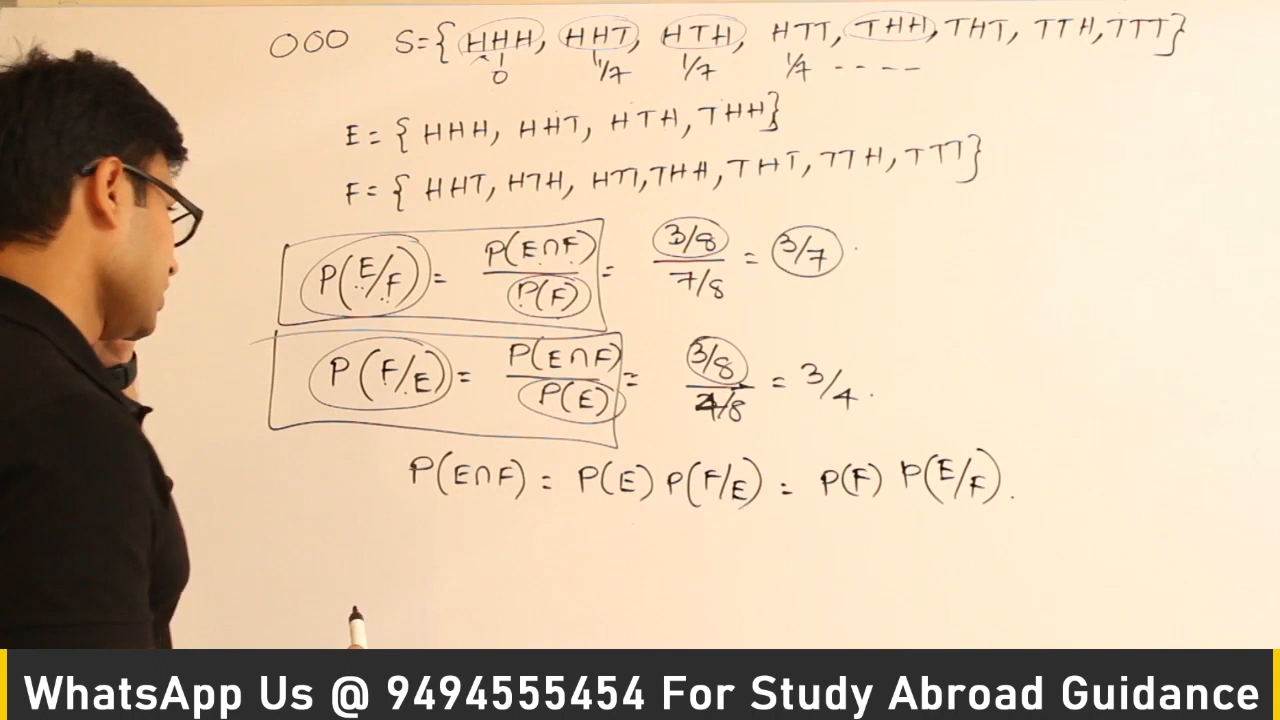 OOO S={HHH, HHT, HTH, HTT, THH, THT, TTH, TTT}
0 1/7 1/7 1/7 ----
E={HHH, HHT, HTH, THH}
F={HHT, HTH, HTT, THH, THT, TTH, TTT}
P(E/F) = P(E∩F)/P(F) = 3/8 / 7/8 = 3/7
P(F/E) = P(E∩F)/P(E) = 3/8 / 4/8 = 3/4.
P(E∩F) = P(E) P(F/E) = P(F) P(E/F).
WhatsApp Us @ 9494555454 For Study Abroad Guidance